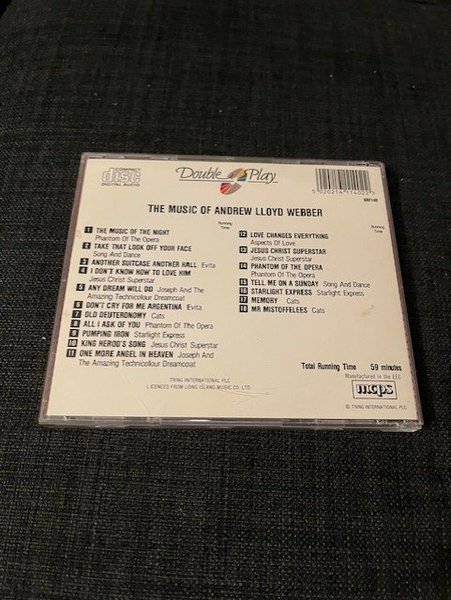 COMPACT
disc
DIGITAL AUDIO
Double Play
5 020214 114022
THE MUSIC OF ANDREW LLOYD WEBBER
Running
Time
1 THE MUSIC OF THE NIGHT
Phantom Of The Opera
2 TAKE THAT LOOK OFF YOUR FACE
Song And Dance
3 ANOTHER SUITCASE ANOTHER HALL Evita
4 I DON'T KNOW HOW TO LOVE HIM
Jesus Christ Superstar
5 ANY DREAM WILL DO Joseph And The
Amazing Technicolour Dreamcoat
6 DON'T CRY FOR ME ARGENTINA Evita
7 OLD DEUTERONOMY Cats
8 ALL I ASK OF YOU Phantom Of The Opera
9 PUMPING IRON Starlight Express
10 KING HEROD'S SONG Jesus Christ Superstar
11 ONE MORE ANGEL IN HEAVEN Joseph And
The Amazing Technicolour Dreamcoat
Running
Time
12 LOVE CHANGES EVERYTHING
Aspects Of Love
13 JESUS CHRIST SUPERSTAR
Jesus Christ Superstar
14 PHANTOM OF THE OPERA
Phantom Of The Opera
15 TELL ME ON A SUNDAY Song And Dance
16 STARLIGHT EXPRESS Starlight Express
17 MEMORY Cats
18 MR MISTOFFELEES Cats
Total Running Time 59 minutes
Manufactured in the EEC
mcps
TRING INTERNATIONAL PLC
LICENCED FROM LONG ISLAND MUSIC CO. LTD
© TRING INTERNATIONAL PLC